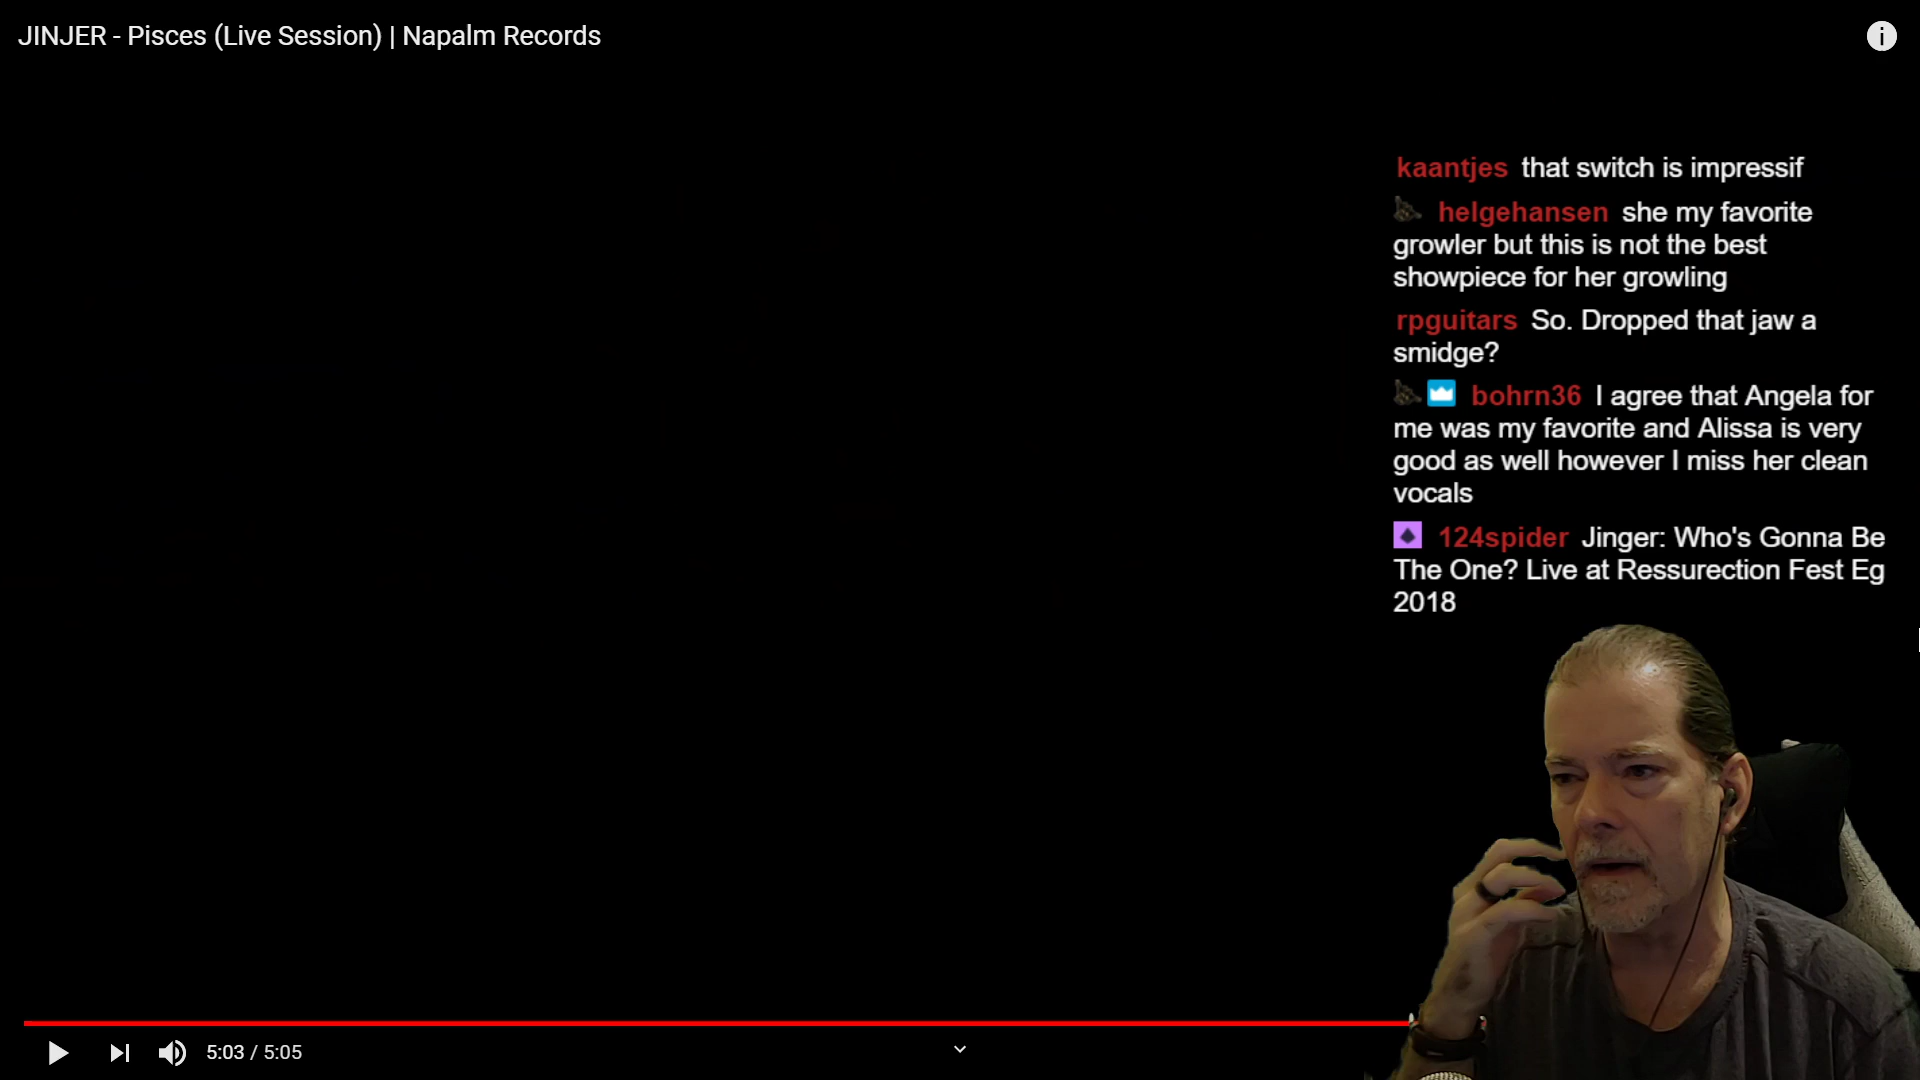 JINJER - Pisces (Live Session) | Napalm Records
kaantjes that switch is impressif
helgehansen she my favorite
growler but this is not the best
showpiece for her growling
rpguitars So. Dropped that jaw a
smidge?
bohrn36 I agree that Angela for
me was my favorite and Alissa is very
good as well however I miss her clean
vocals
124spider Jinger: Who's Gonna Be
The One? Live at Ressurection Fest Eg
2018
5:03 / 5:05